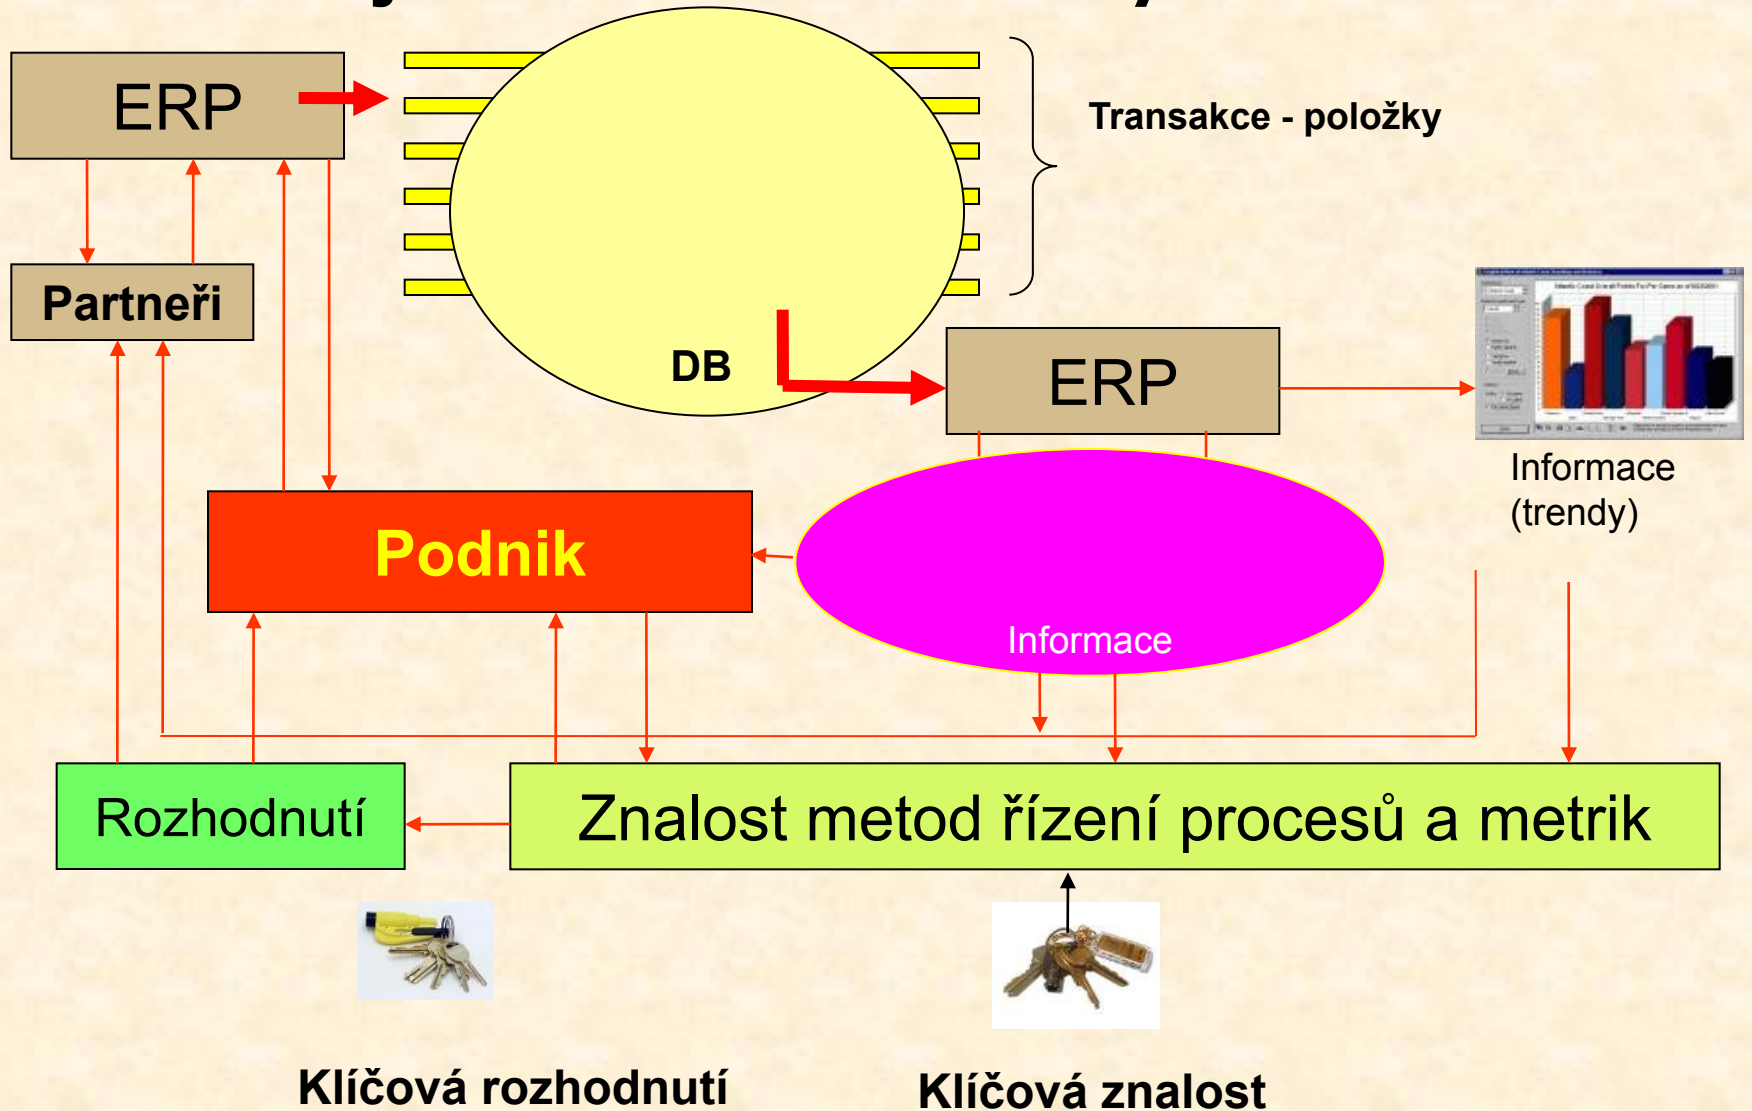 ERP
Transakce - položky
Partneři
DB
ERP
Informace
(trendy)
Podnik
Informace
Rozhodnutí
Znalost metod řízení procesů a metrik
Klíčová rozhodnutí
Klíčová znalost